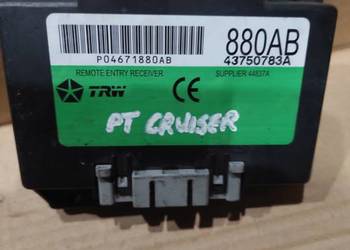 P04671880AB
880AB
43750783A
REMOTE ENTRY RECEIVER
SUPPLIER 44837A
TRW
CE
PT CRUISER